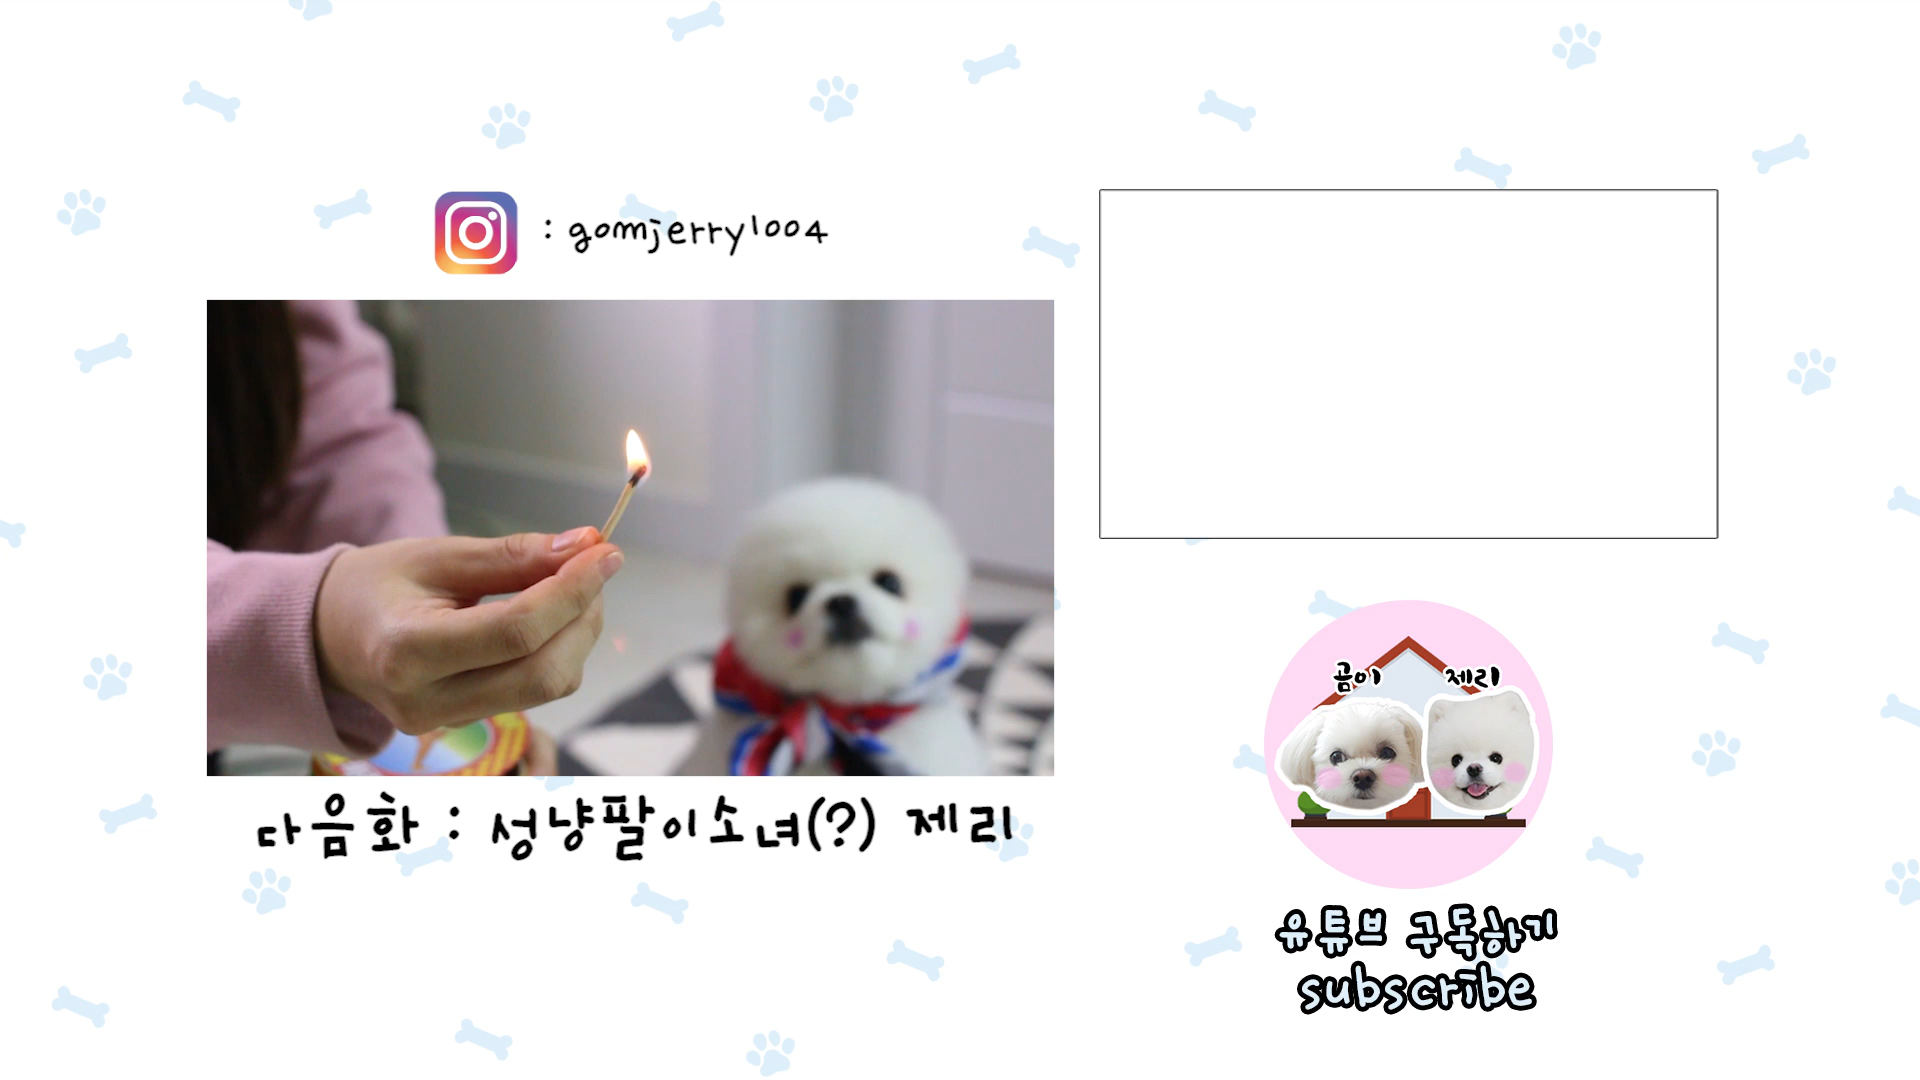 : gomjerry1004
다음화 : 성냥팔이소녀(?) 제리
곰이 제리
유튜브 구독하기
subscribe